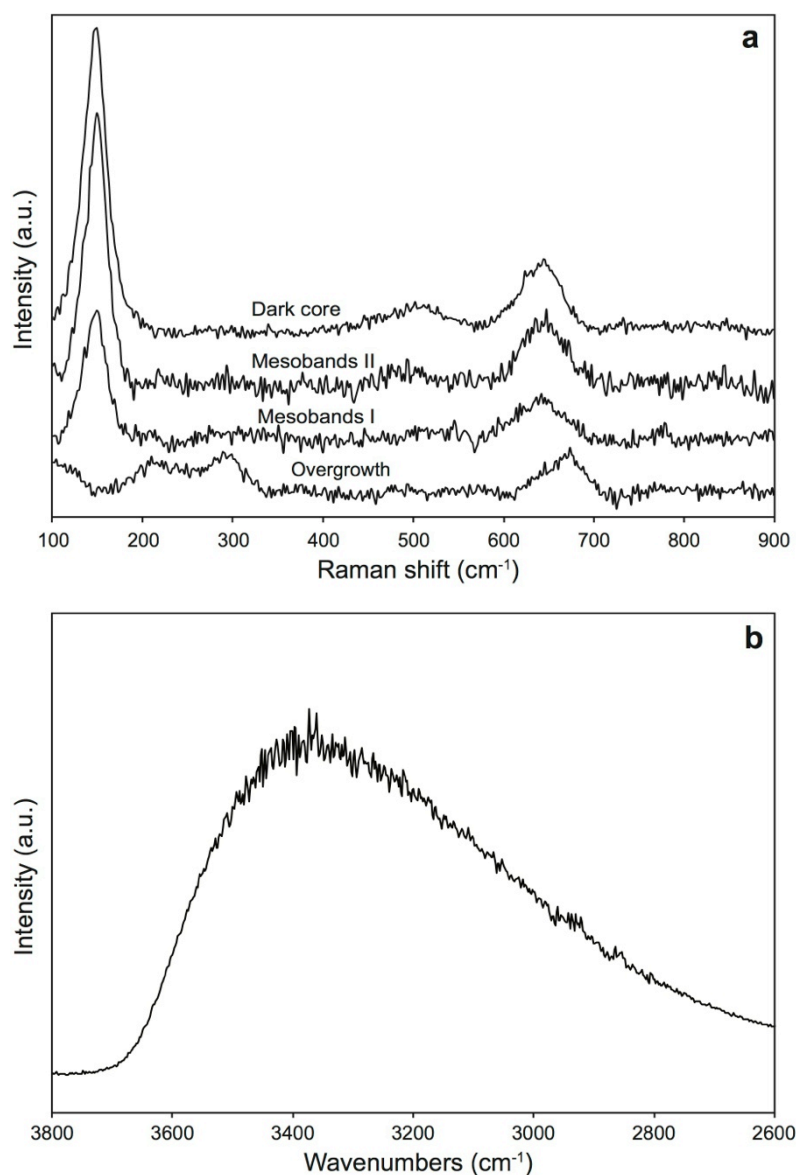 a
Intensity (a.u.)
Dark core
Mesobands II
Mesobands I
Overgrowth
100 200 300 400 500 600 700 800 900
Raman shift (cm⁻¹)
b
Intensity (a.u.)
3800 3600 3400 3200 3000 2800 2600
Wavenumbers (cm⁻¹)